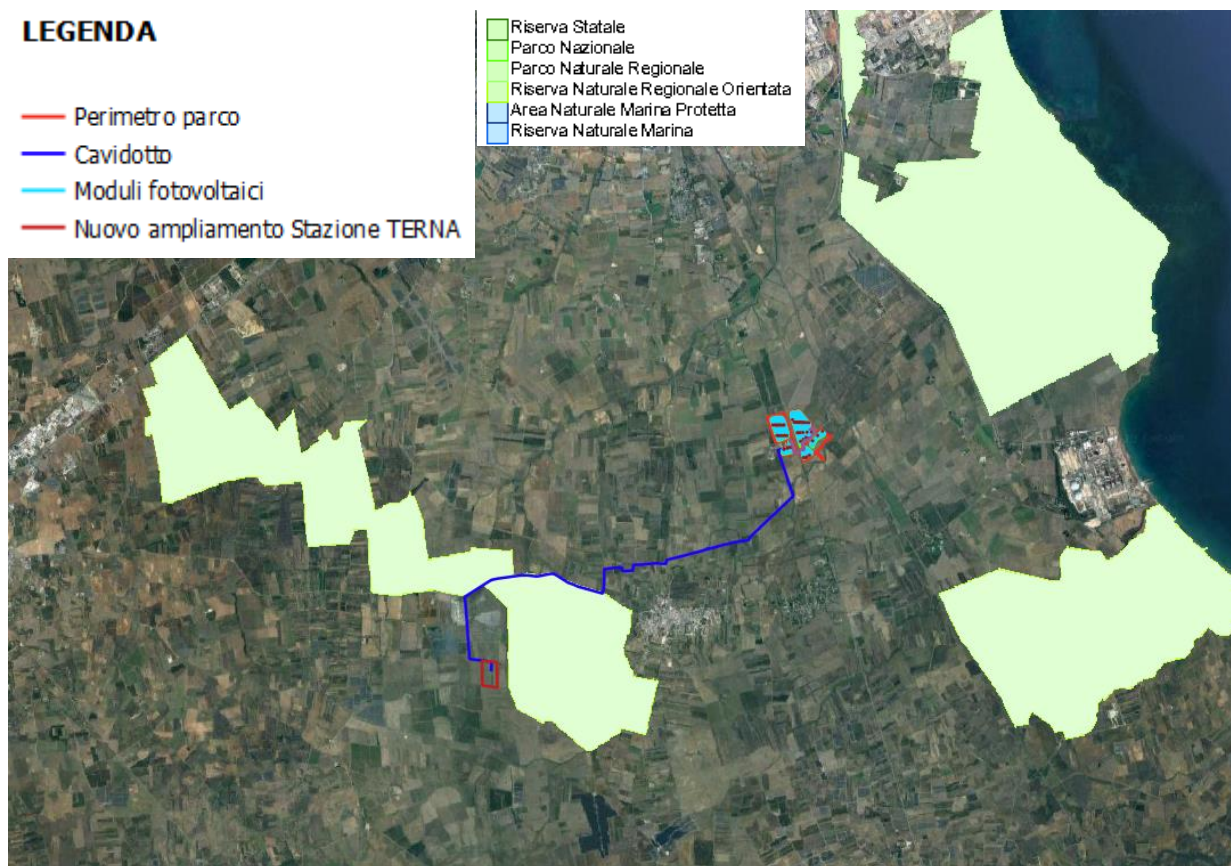 LEGENDA
Perimetro parco
Cavidotto
Moduli fotovoltaici
Nuovo ampliamento Stazione TERNA
Riserva Statale
Parco Nazionale
Parco Naturale Regionale
Riserva Naturale Regionale Orientata
Area Naturale Marina Protetta
Riserva Naturale Marina